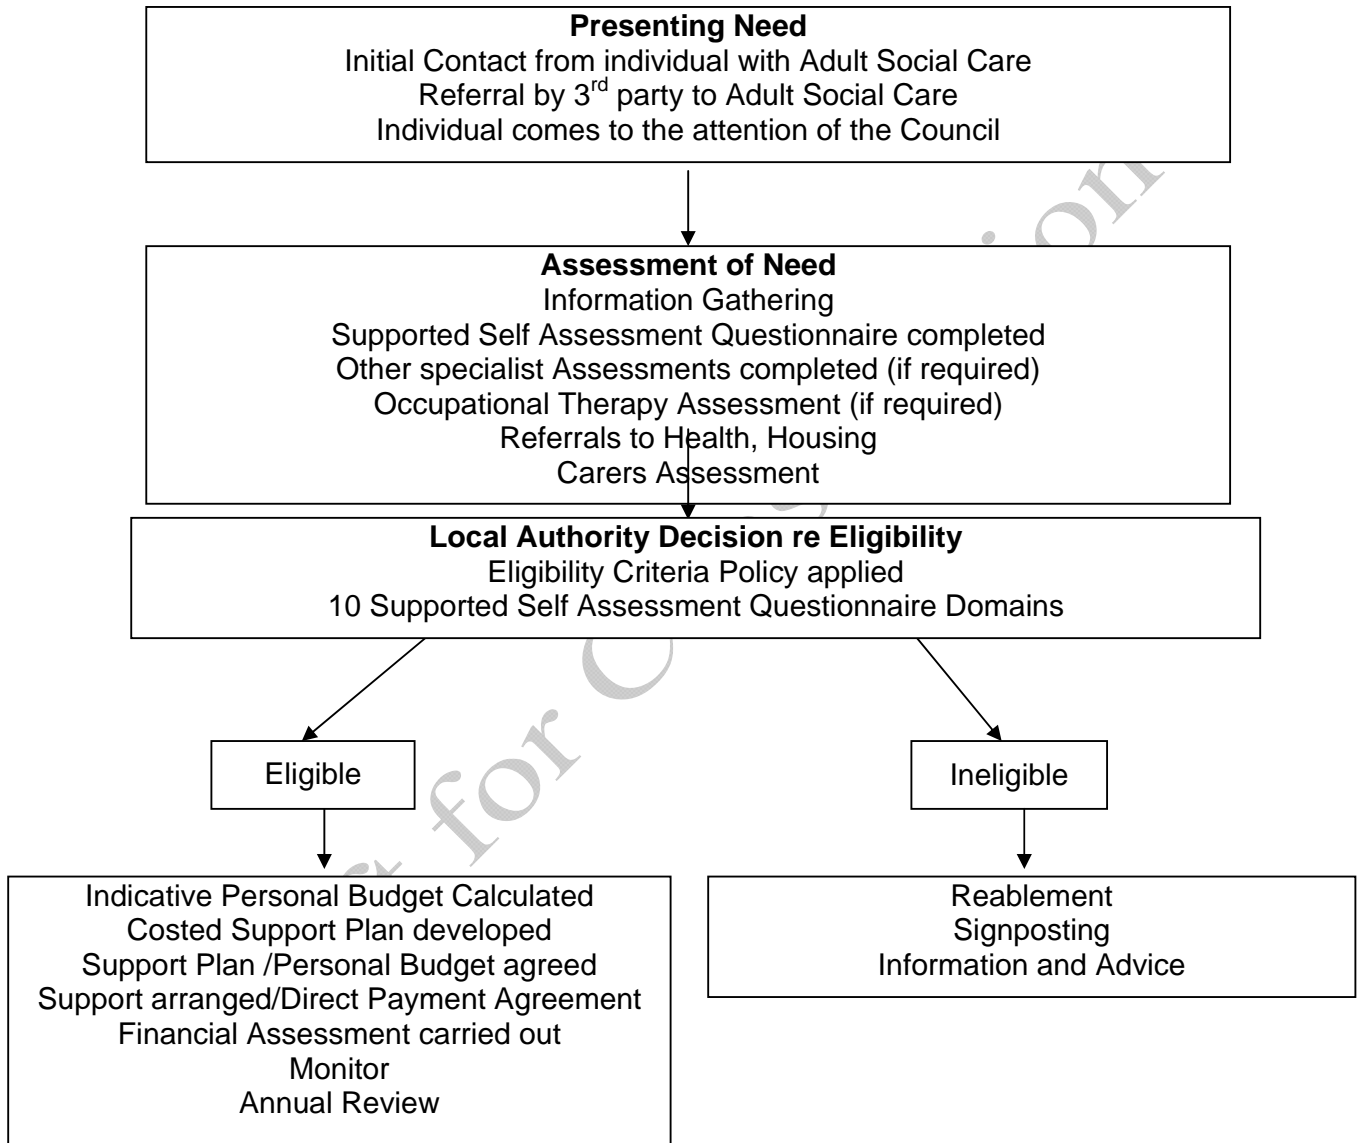 Presenting Need
Initial Contact from individual with Adult Social Care
Referral by 3rd party to Adult Social Care
Individual comes to the attention of the Council
Assessment of Need
Information Gathering
Supported Self Assessment Questionnaire completed
Other specialist Assessments completed (if required)
Occupational Therapy Assessment (if required)
Referrals to Health, Housing
Carers Assessment
Local Authority Decision re Eligibility
Eligibility Criteria Policy applied
10 Supported Self Assessment Questionnaire Domains
Eligible
Ineligible
Indicative Personal Budget Calculated
Costed Support Plan developed
Support Plan /Personal Budget agreed
Support arranged/Direct Payment Agreement
Financial Assessment carried out
Monitor
Annual Review
Reablement
Signposting
Information and Advice
for